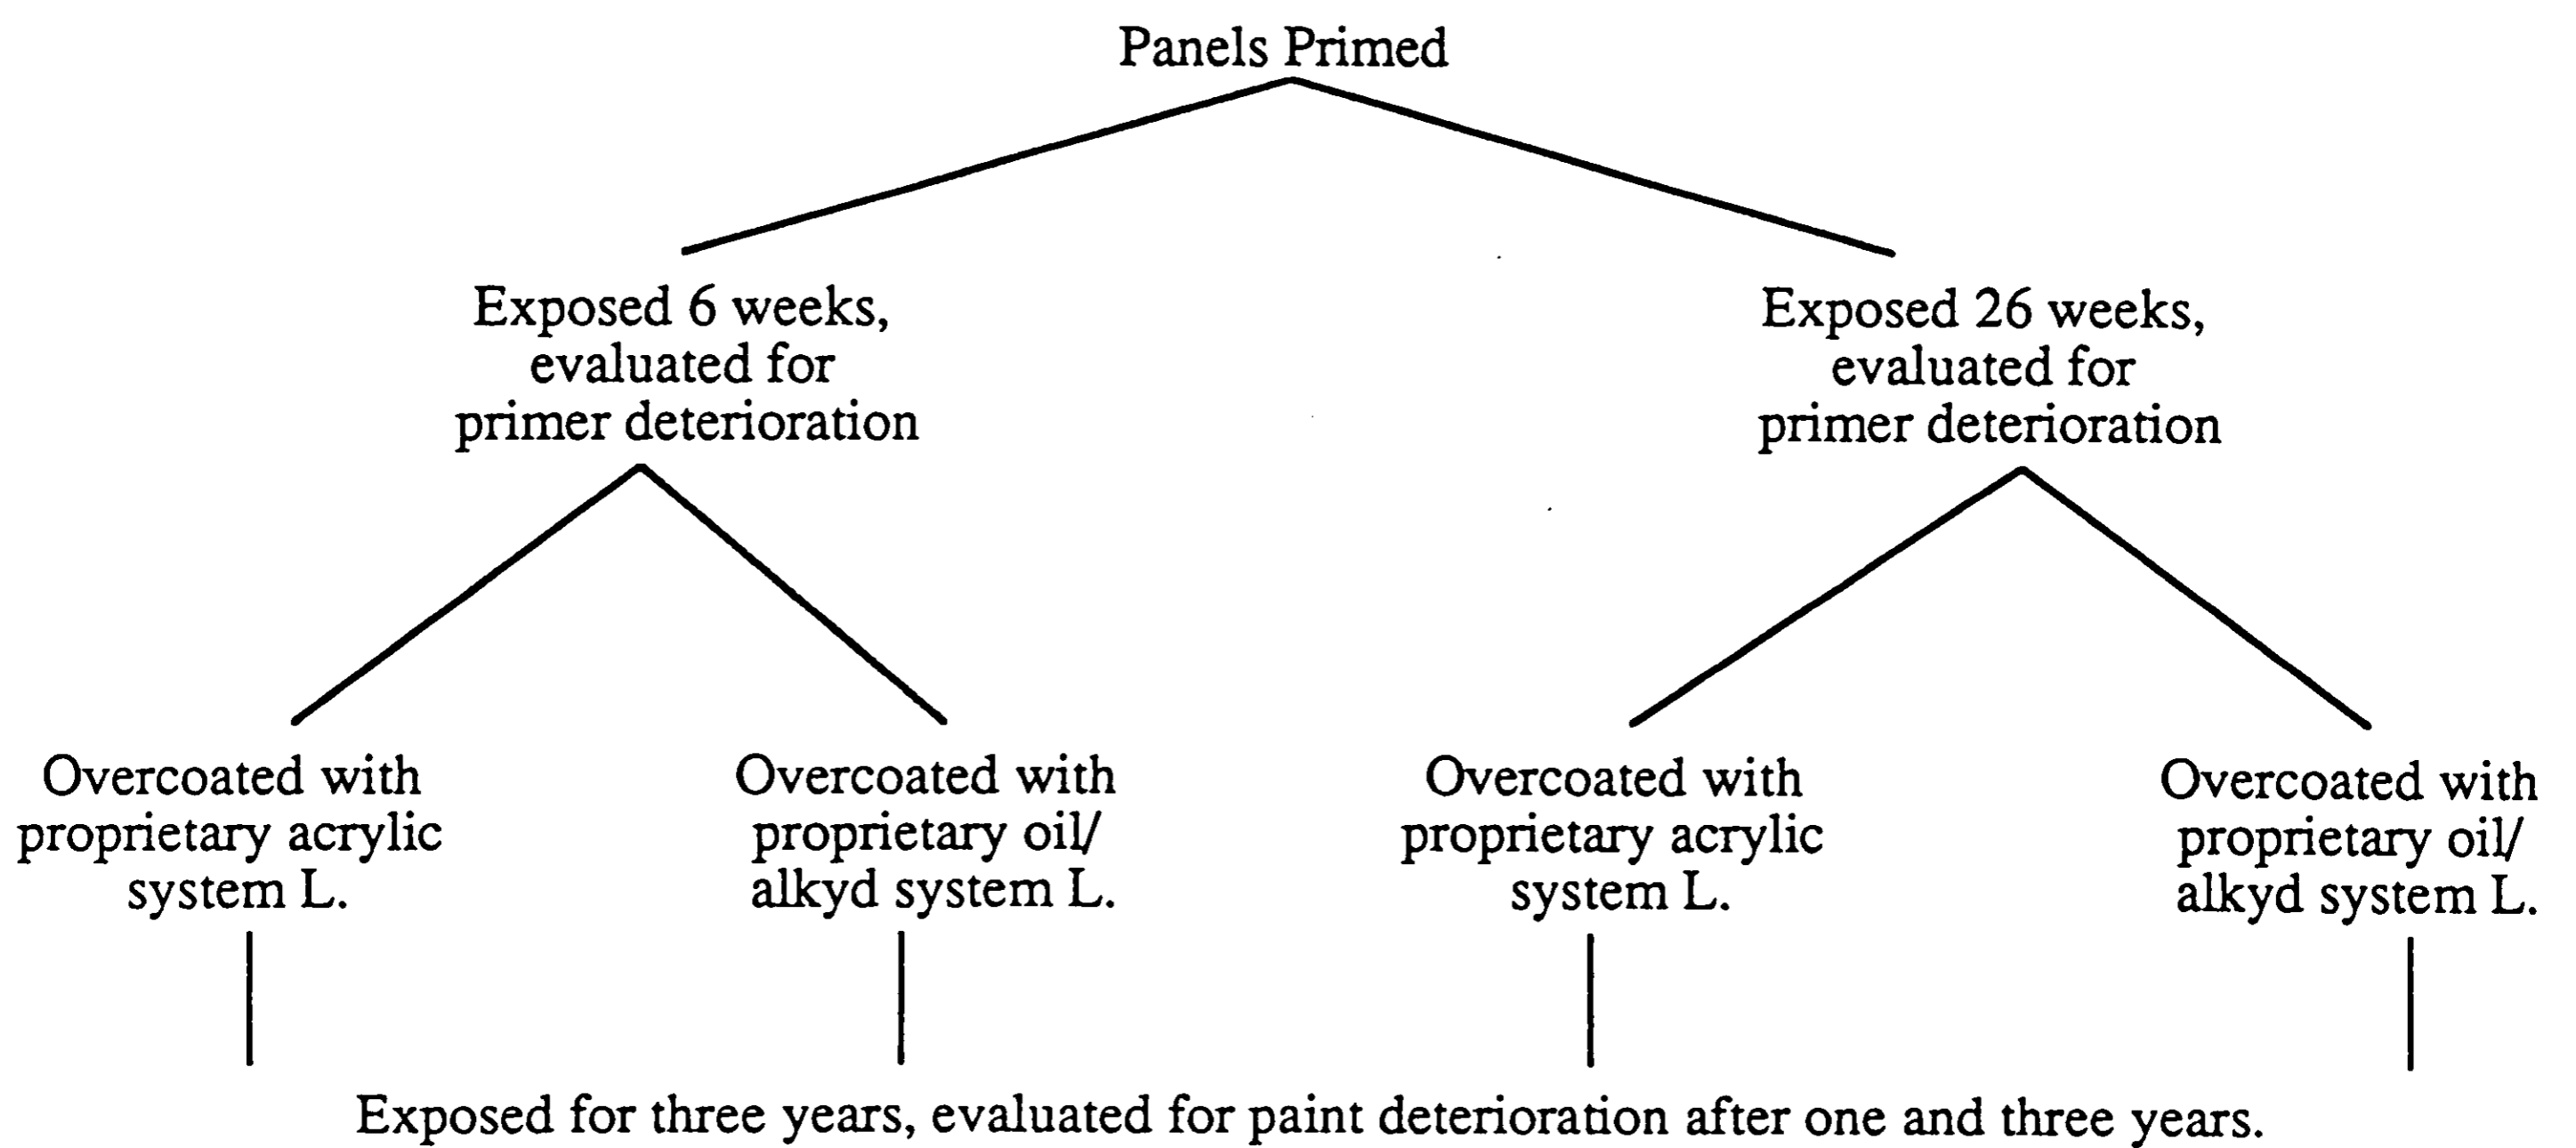 Panels Primed
Exposed 6 weeks,
evaluated for
primer deterioration
Exposed 26 weeks,
evaluated for
primer deterioration
Overcoated with
proprietary acrylic
system L.
Overcoated with
proprietary oil/
alkyd system L.
Overcoated with
proprietary acrylic
system L.
Overcoated with
proprietary oil/
alkyd system L.
Exposed for three years, evaluated for paint deterioration after one and three years.